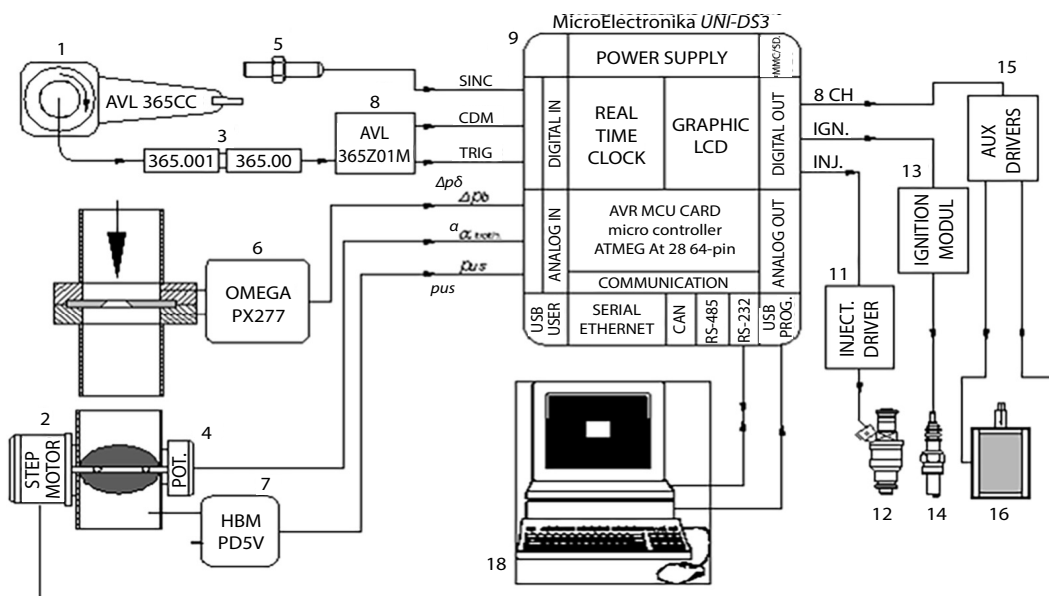 MicroElectronika UNI-DS3
1
5
9
POWER SUPPLY
MMC/SD.
15
AVL 365CC
SINC
8 CH
AUX
DRIVERS
8
3
CDM
AVL
365Z01M
DIGITAL IN
REAL
TIME
CLOCK
GRAPHIC
LCD
DIGITAL OUT
IGN.
365.001
365.00
TRIG
INJ.
13
IGNITION
MODUL
Δpδ
Δpb
ANALOG IN
AVR MCU CARD
micro controller
ATMEG At 28 64-pin
ANALOG OUT
a
6
OMEGA
PX277
pus
pus
COMMUNICATION
11
INJECT.
DRIVER
USB
USER
SERIAL
ETHERNET
CAN
RS-485
RS-232
USB
PROG.
2
4
STEP
MOTOR
POT.
7
HBM
PD5V
12
14
16
18